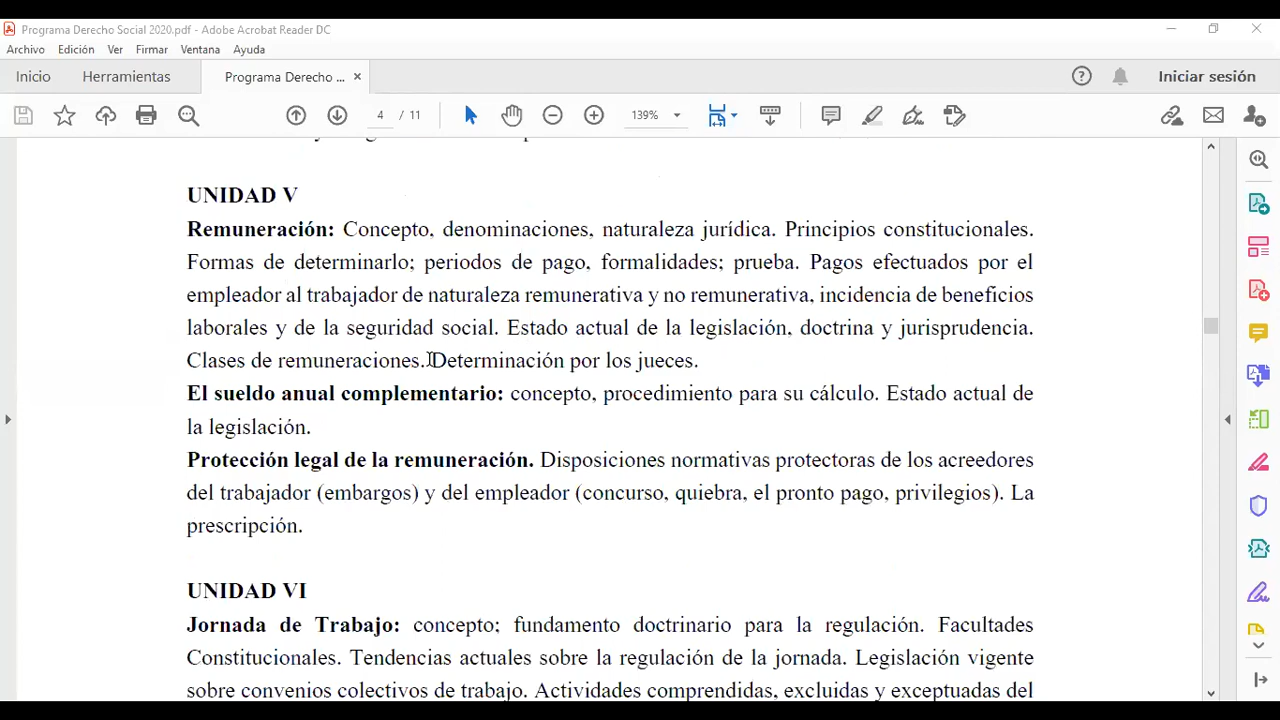 Programa Derecho Social 2020.pdf - Adobe Acrobat Reader DC
Archivo Edición Ver Firmar Ventana Ayuda
Inicio Herramientas Programa Derecho ... × Iniciar sesión
4 / 11 139%
UNIDAD V
Remuneración: Concepto, denominaciones, naturaleza jurídica. Principios constitucionales.
Formas de determinarlo; periodos de pago, formalidades; prueba. Pagos efectuados por el
empleador al trabajador de naturaleza remunerativa y no remunerativa, incidencia de beneficios
laborales y de la seguridad social. Estado actual de la legislación, doctrina y jurisprudencia.
Clases de remuneraciones. Determinación por los jueces.
El sueldo anual complementario: concepto, procedimiento para su cálculo. Estado actual de
la legislación.
Protección legal de la remuneración. Disposiciones normativas protectoras de los acreedores
del trabajador (embargos) y del empleador (concurso, quiebra, el pronto pago, privilegios). La
prescripción.
UNIDAD VI
Jornada de Trabajo: concepto; fundamento doctrinario para la regulación. Facultades
Constitucionales. Tendencias actuales sobre la regulación de la jornada. Legislación vigente
sobre convenios colectivos de trabajo. Actividades comprendidas, excluidas y exceptuadas del